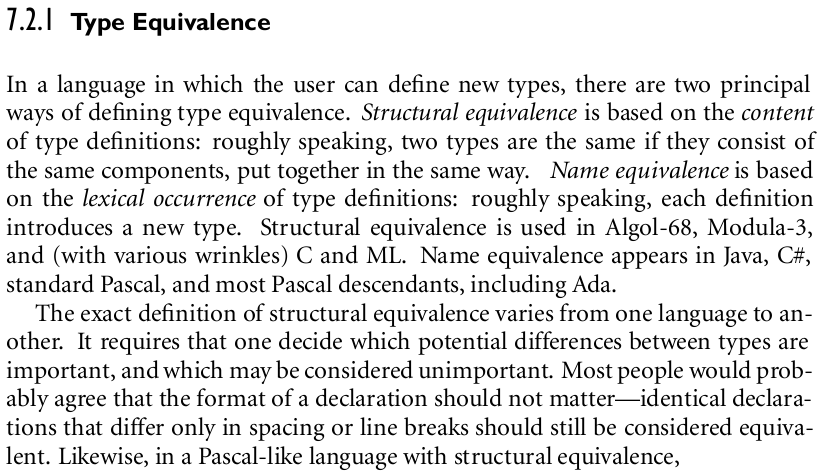 7.2.1 Type Equivalence
In a language in which the user can define new types, there are two principal
ways of defining type equivalence. Structural equivalence is based on the content
of type definitions: roughly speaking, two types are the same if they consist of
the same components, put together in the same way. Name equivalence is based
on the lexical occurrence of type definitions: roughly speaking, each definition
introduces a new type. Structural equivalence is used in Algol-68, Modula-3,
and (with various wrinkles) C and ML. Name equivalence appears in Java, C#,
standard Pascal, and most Pascal descendants, including Ada.
The exact definition of structural equivalence varies from one language to an-
other. It requires that one decide which potential differences between types are
important, and which may be considered unimportant. Most people would prob-
ably agree that the format of a declaration should not matter—identical declara-
tions that differ only in spacing or line breaks should still be considered equiva-
lent. Likewise, in a Pascal-like language with structural equivalence,